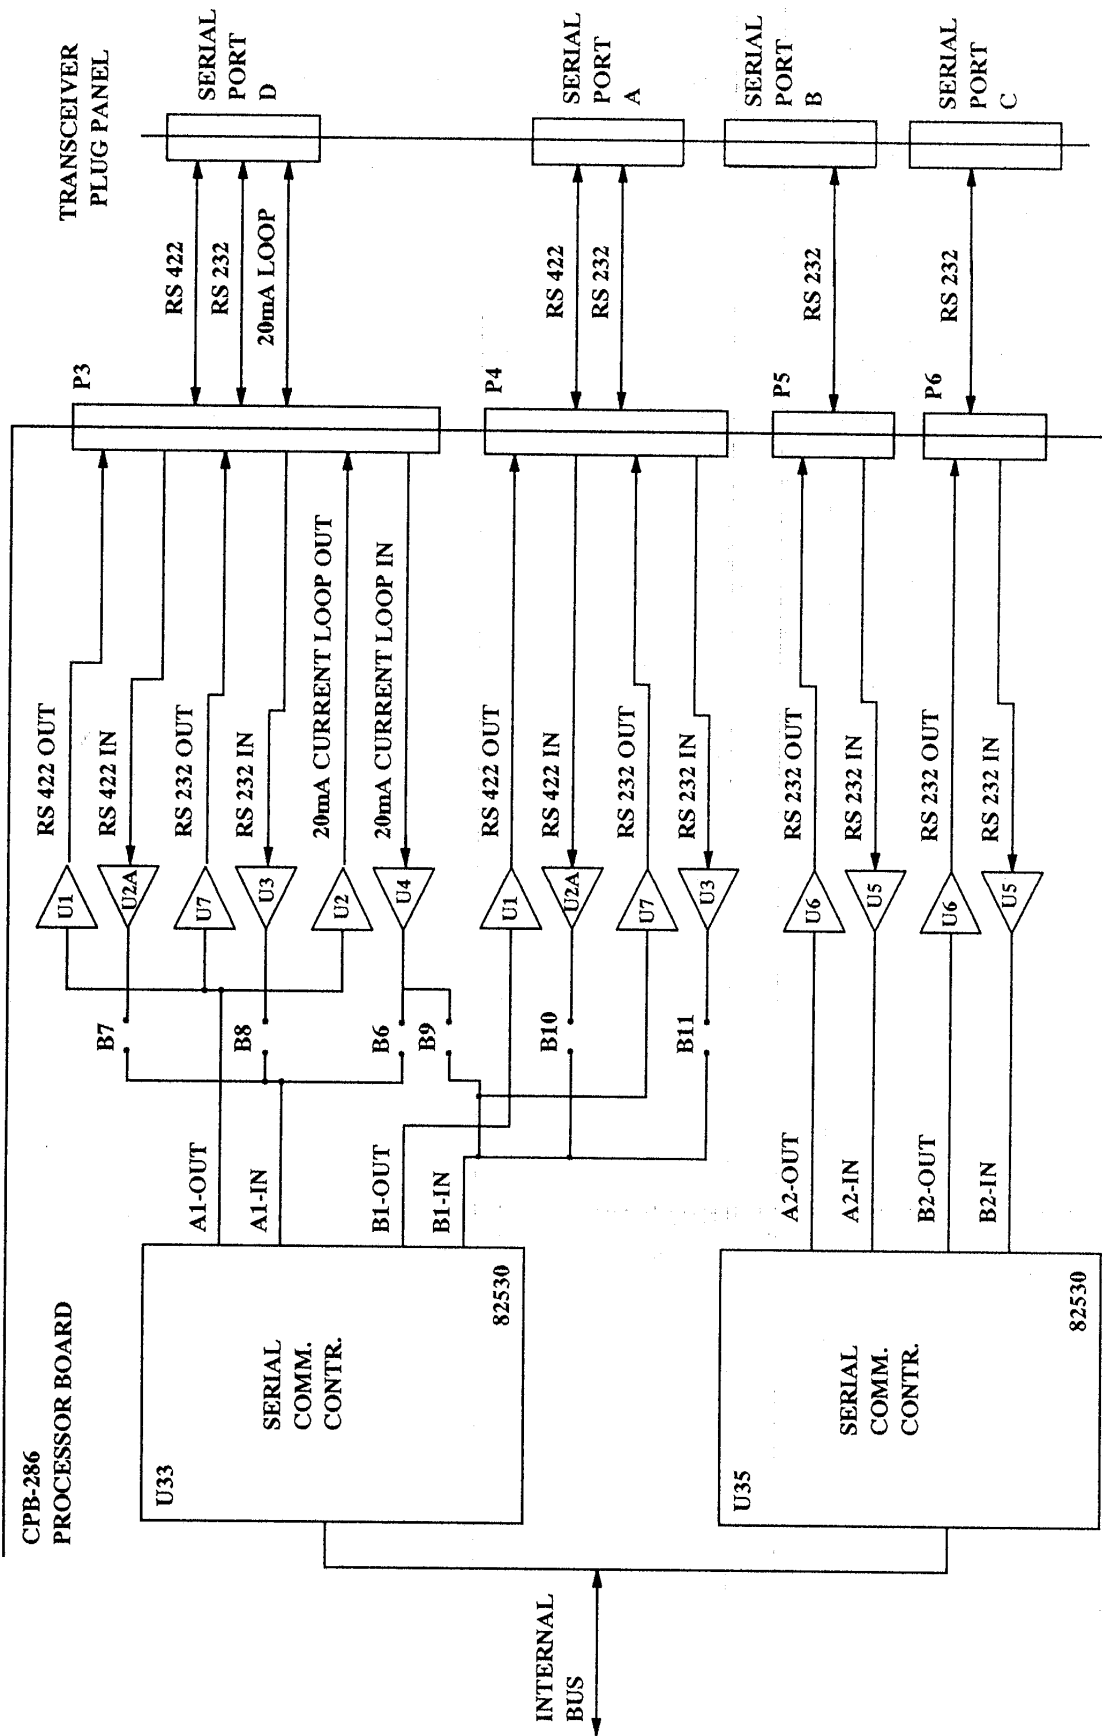 CPB-286
PROCESSOR BOARD
TRANSCEIVER
PLUG PANEL
INTERNAL
BUS
U33
SERIAL
COMM.
CONTR.
82530
A1-OUT
A1-IN
B1-OUT
B1-IN
B7
B8
B6
B9
B10
B11
U1
U2A
U7
U3
U2
U4
U1
U2A
U7
U3
RS 422 OUT
RS 422 IN
RS 232 OUT
RS 232 IN
20mA CURRENT LOOP OUT
20mA CURRENT LOOP IN
RS 422 OUT
RS 422 IN
RS 232 OUT
RS 232 IN
P3
P4
RS 422
RS 232
20mA LOOP
RS 422
RS 232
SERIAL
PORT
D
SERIAL
PORT
A
U35
SERIAL
COMM.
CONTR.
82530
A2-OUT
A2-IN
B2-OUT
B2-IN
U6
U5
U6
U5
RS 232 OUT
RS 232 IN
RS 232 OUT
RS 232 IN
P5
P6
RS 232
RS 232
SERIAL
PORT
B
SERIAL
PORT
C